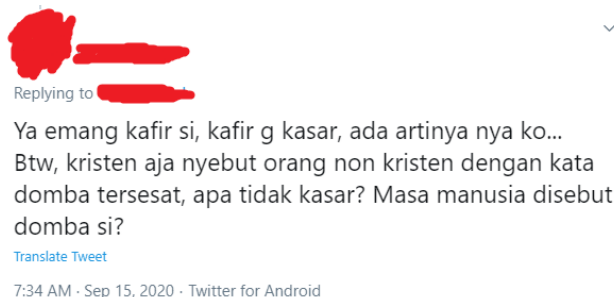 Replying to
Ya emang kafir si, kafir g kasar, ada artinya nya ko...
Btw, kristen aja nyebut orang non kristen dengan kata
domba tersesat, apa tidak kasar? Masa manusia disebut
domba si?
Translate Tweet
7:34 AM · Sep 15, 2020 · Twitter for Android